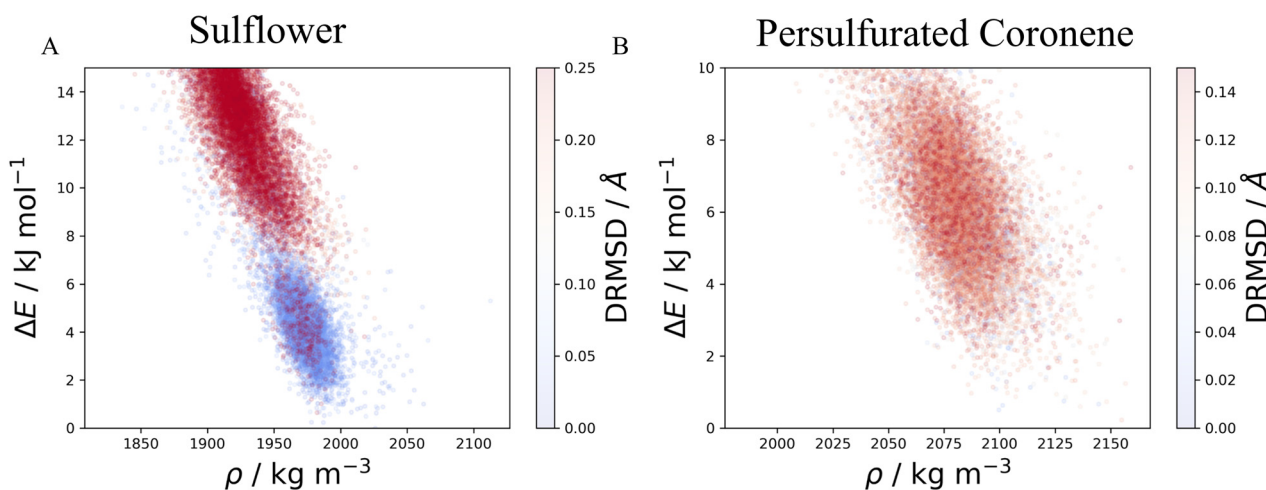 A
Sulflower
ΔE / kJ mol⁻¹
14
12
10
8
6
4
2
0
1850 1900 1950 2000 2050 2100
ρ / kg m⁻³
0.25
0.20
0.15
0.10
0.05
0.00
DRMSD / Å
B
Persulfurated Coronene
ΔE / kJ mol⁻¹
10
8
6
4
2
0
2000 2025 2050 2075 2100 2125 2150
ρ / kg m⁻³
0.14
0.12
0.10
0.08
0.06
0.04
0.02
0.00
DRMSD / Å